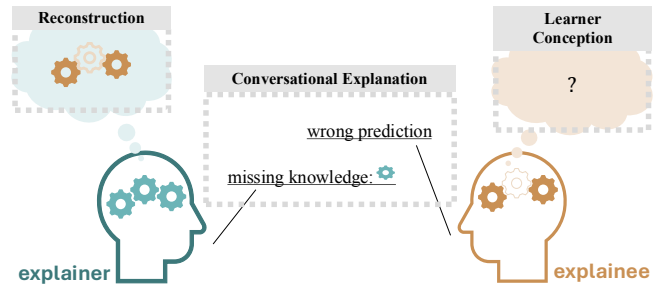 Reconstruction
Learner
Conception
Conversational Explanation
?
wrong prediction
missing knowledge:
explainer
explainee